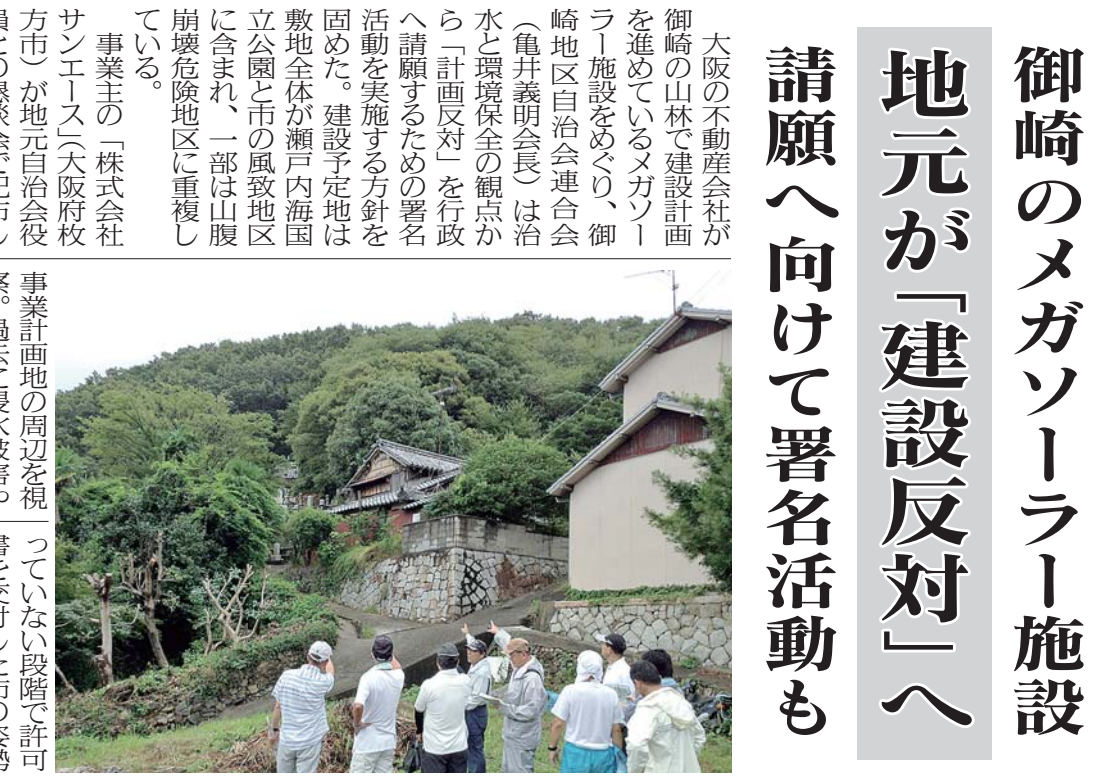 御崎のメガソーラー施設
地元が「建設反対」へ
請願へ向けて署名活動も
大阪の不動産会社が
御崎の山林で建設計画
を進めているメガソー
ラー施設をめぐり、御
崎地区自治会連合会
（亀井義明会長）は治
水と環境保全の観点か
ら「計画反対」を行政
へ請願するための署名
活動を実施する方針を
固めた。建設予定地は
敷地全体が瀬戸内海国
立公園と市の風致地区
に含まれ、一部は山腹
崩壊危険地区に重複し
ている。
事業主の「株式会社
サンエース」（大阪府枚
方市）が地元自治会役
事業計画地の周辺を視
っていない段階で許可